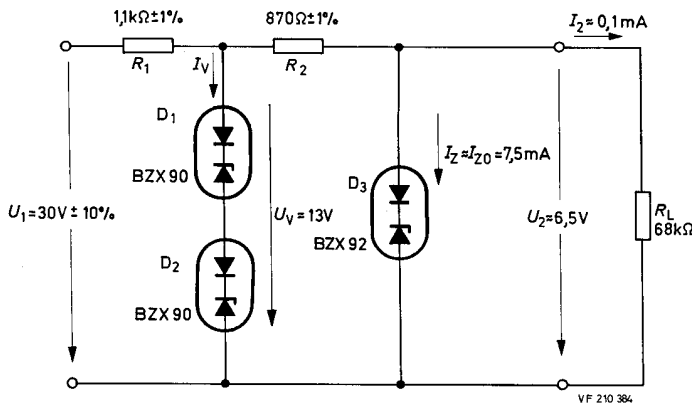 1,1kΩ±1%
870Ω±1%
I2≈0,1mA
R1
IV
R2
D1
BZX 90
IZ≈IZ0=7,5mA
D3
U1=30V±10%
UV=13V
BZX 92
U2≈6,5V
RL
68kΩ
D2
BZX 90
VF 210 384